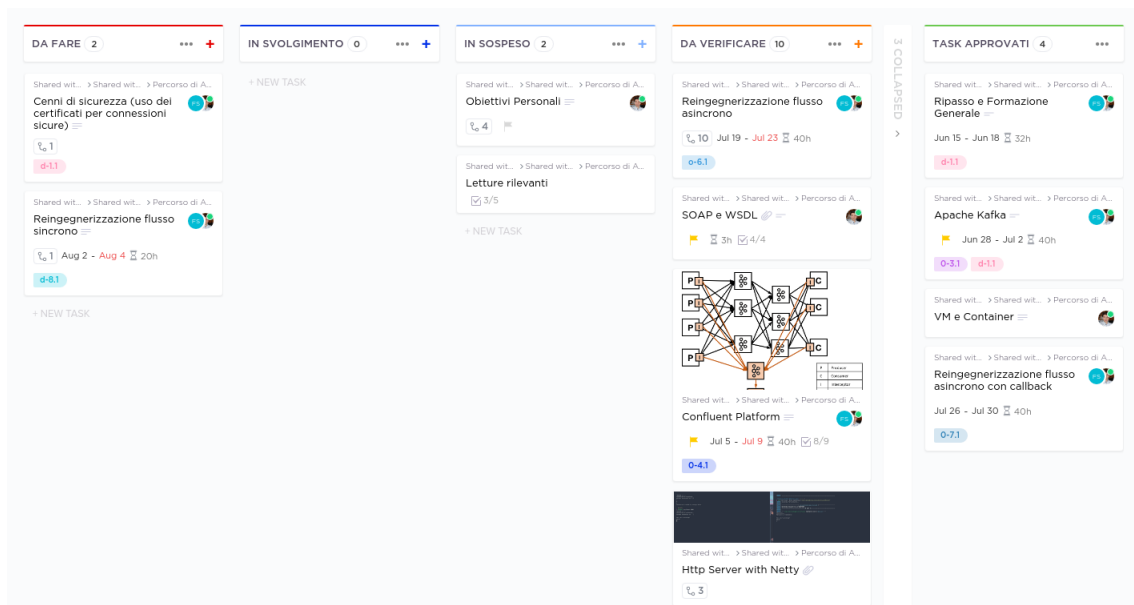 DA FARE 2
Shared wit... > Shared wit... > Percorso di A...
Cenni di sicurezza (uso dei
certificati per connessioni
sicure)
FS
1
d-1.1
Shared wit... > Shared wit... > Percorso di A...
Reingegnerizzazione flusso
sincrono
FS
1 Aug 2 - Aug 4 20h
d-8.1
+ NEW TASK
IN SVOLGIMENTO 0
+ NEW TASK
IN SOSPESO 2
Shared wit... > Shared wit... > Percorso di A...
Obiettivi Personali
4
Shared wit... > Shared wit... > Percorso di A...
Letture rilevanti
3/5
+ NEW TASK
DA VERIFICARE 10
Shared wit... > Shared wit... > Percorso di A...
Reingegnerizzazione flusso
asincrono
FS
10 Jul 19 - Jul 23 40h
o-6.1
Shared wit... > Shared wit... > Percorso di A...
SOAP e WSDL
3h 4/4
P I I C
P I I C
P I
P I I C
P Producer
C Consumer
I Interceptor
Shared wit... > Shared wit... > Percorso di A...
Confluent Platform
FS
Jul 5 - Jul 9 40h 8/9
0-4.1
Shared wit... > Shared wit... > Percorso di A...
Http Server with Netty
3
3 COLLAPSED
TASK APPROVATI 4
Shared wit... > Shared wit... > Percorso di A...
Ripasso e Formazione
Generale
FS
Jun 15 - Jun 18 32h
d-1.1
Shared wit... > Shared wit... > Percorso di A...
Apache Kafka
FS
Jun 28 - Jul 2 40h
0-3.1 d-1.1
Shared wit... > Shared wit... > Percorso di A...
VM e Container
Shared wit... > Shared wit... > Percorso di A...
Reingegnerizzazione flusso
asincrono con callback
FS
Jul 26 - Jul 30 40h
0-7.1